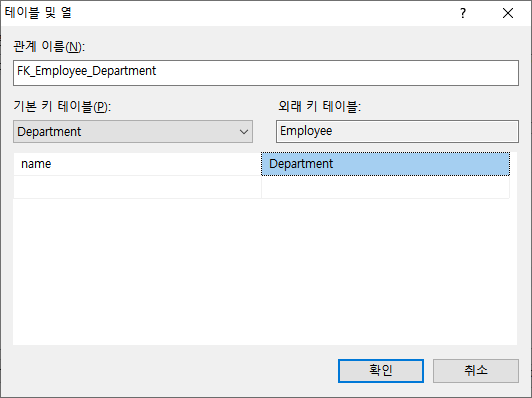 테이블 및 열
?
관계 이름(N):
FK_Employee_Department
기본 키 테이블(P): 외래 키 테이블:
Department Employee
name Department
확인 취소